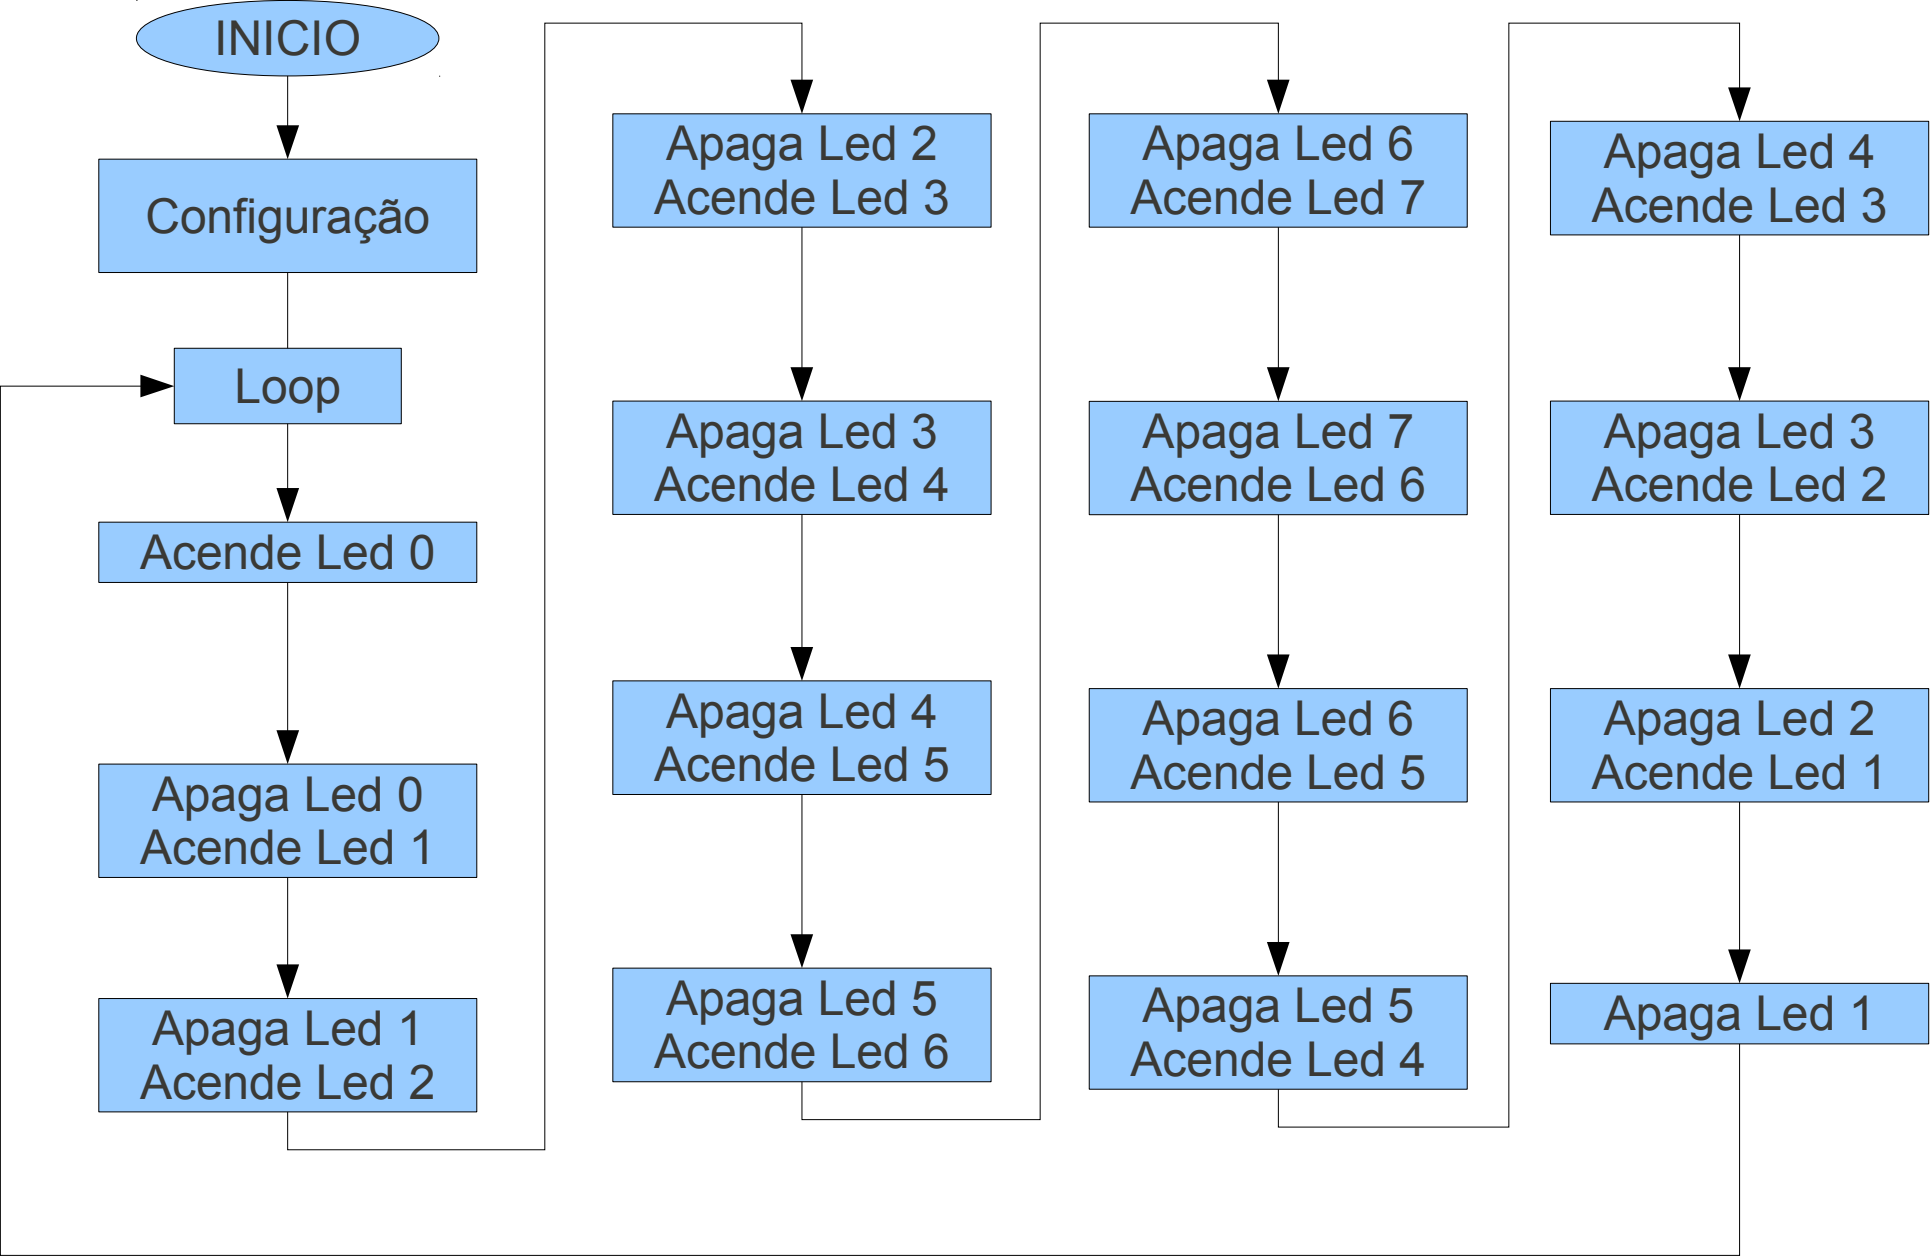 INICIO
Configuração
Loop
Acende Led 0
Apaga Led 0
Acende Led 1
Apaga Led 1
Acende Led 2
Apaga Led 2
Acende Led 3
Apaga Led 3
Acende Led 4
Apaga Led 4
Acende Led 5
Apaga Led 5
Acende Led 6
Apaga Led 6
Acende Led 7
Apaga Led 7
Acende Led 6
Apaga Led 6
Acende Led 5
Apaga Led 5
Acende Led 4
Apaga Led 4
Acende Led 3
Apaga Led 3
Acende Led 2
Apaga Led 2
Acende Led 1
Apaga Led 1